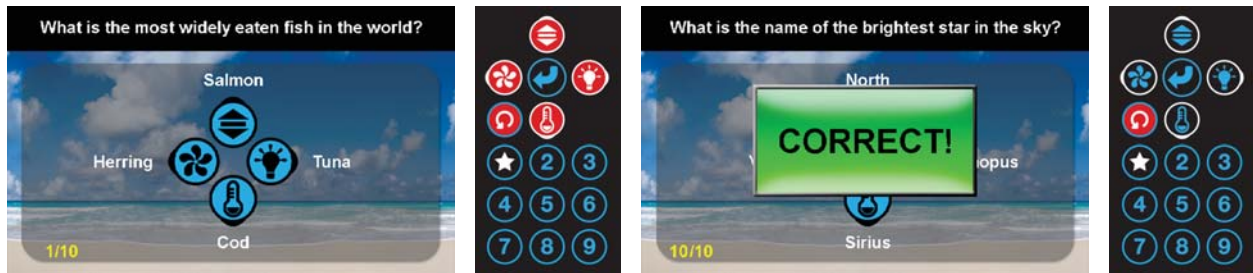 What is the most widely eaten fish in the world?
Salmon
Herring
Tuna
Cod
1/10
2 3
4 5 6
7 8 9
What is the name of the brightest star in the sky?
North
CORRECT!
Sirius
10/10
2 3
4 5 6
7 8 9